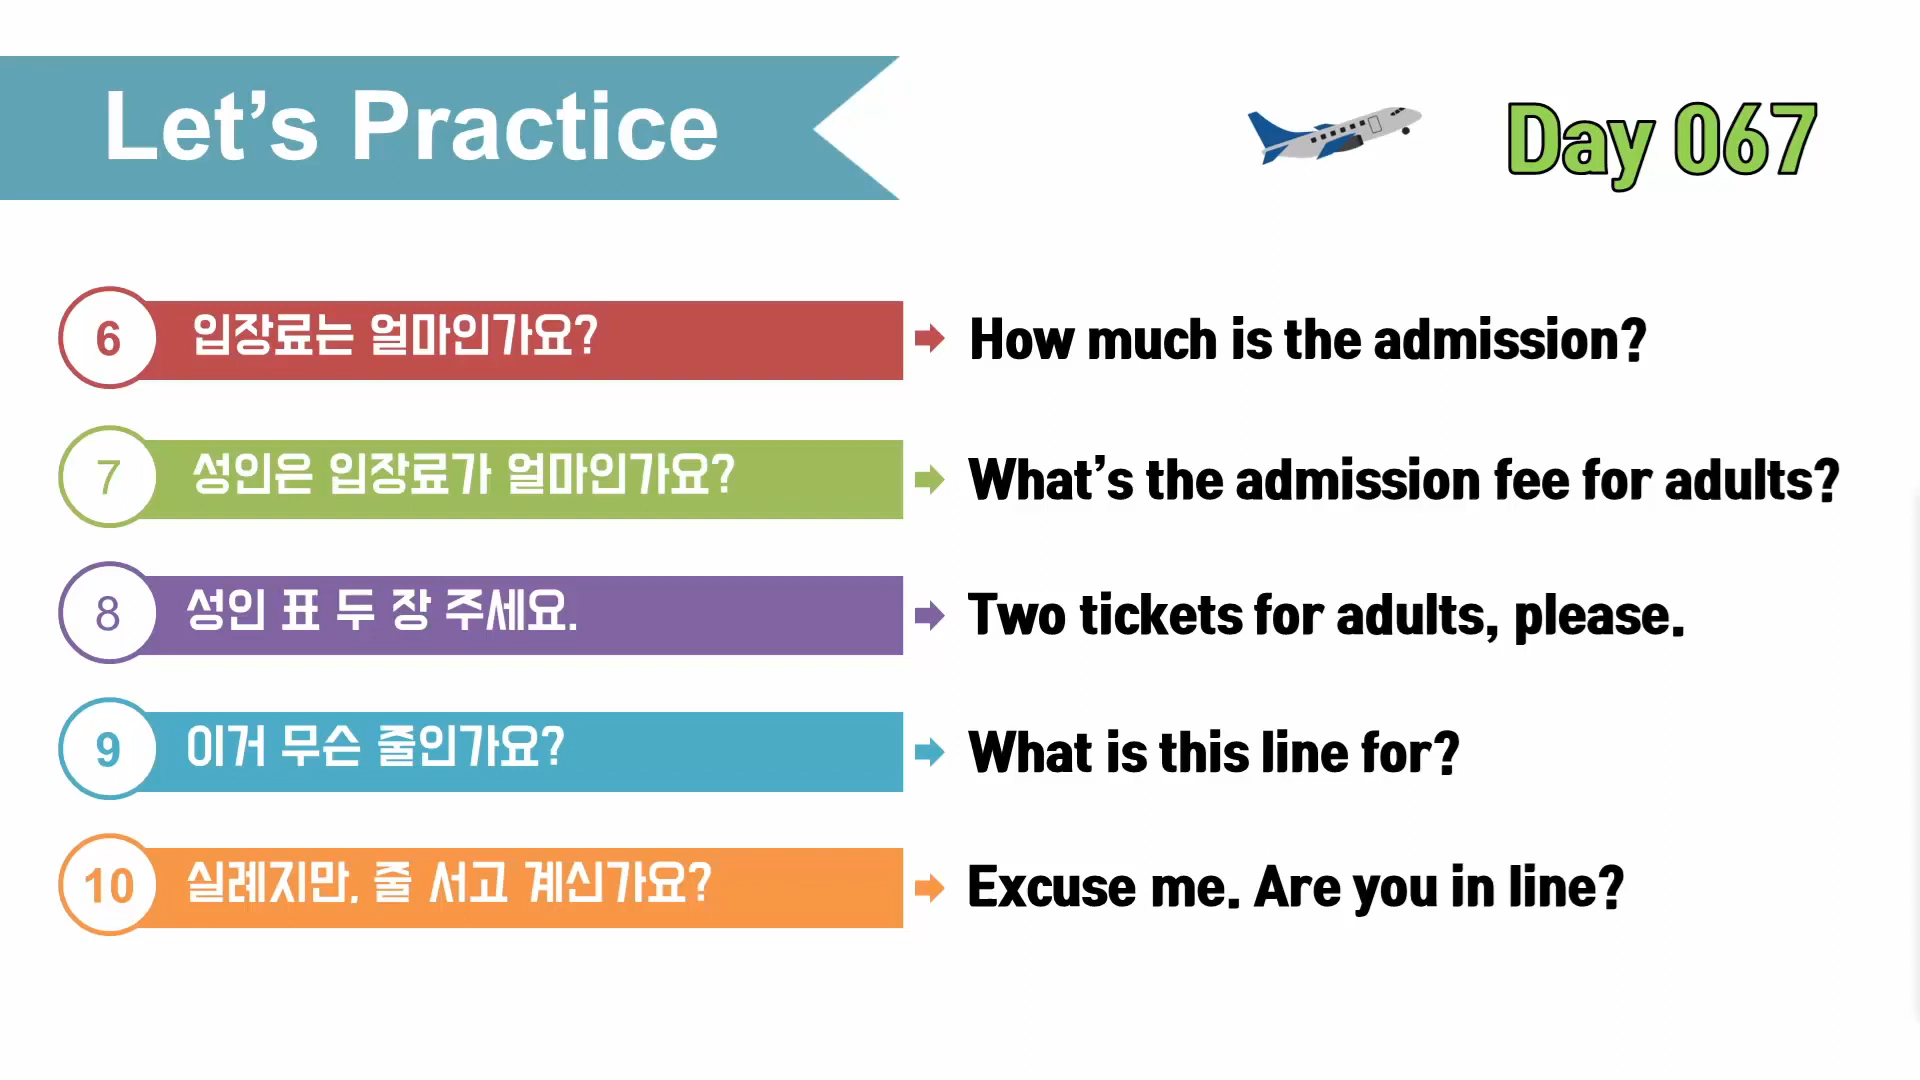 Let’s Practice
Day 067
6 입장료는 얼마인가요? How much is the admission?
7 성인은 입장료가 얼마인가요? What’s the admission fee for adults?
8 성인 표 두 장 주세요. Two tickets for adults, please.
9 이거 무슨 줄인가요? What is this line for?
10 실례지만, 줄 서고 계신가요? Excuse me. Are you in line?